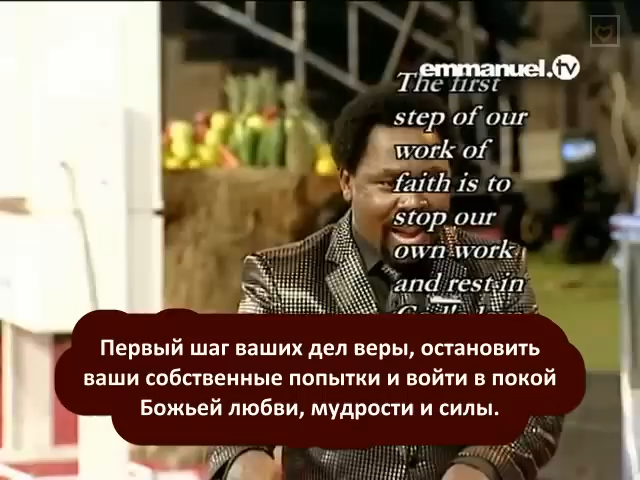 emmanuel.tv
The first
step of our
work of
faith is to
stop our
own work
and rest in
Первый шаг ваших дел веры, остановить
ваши собственные попытки и войти в покой
Божьей любви, мудрости и силы.